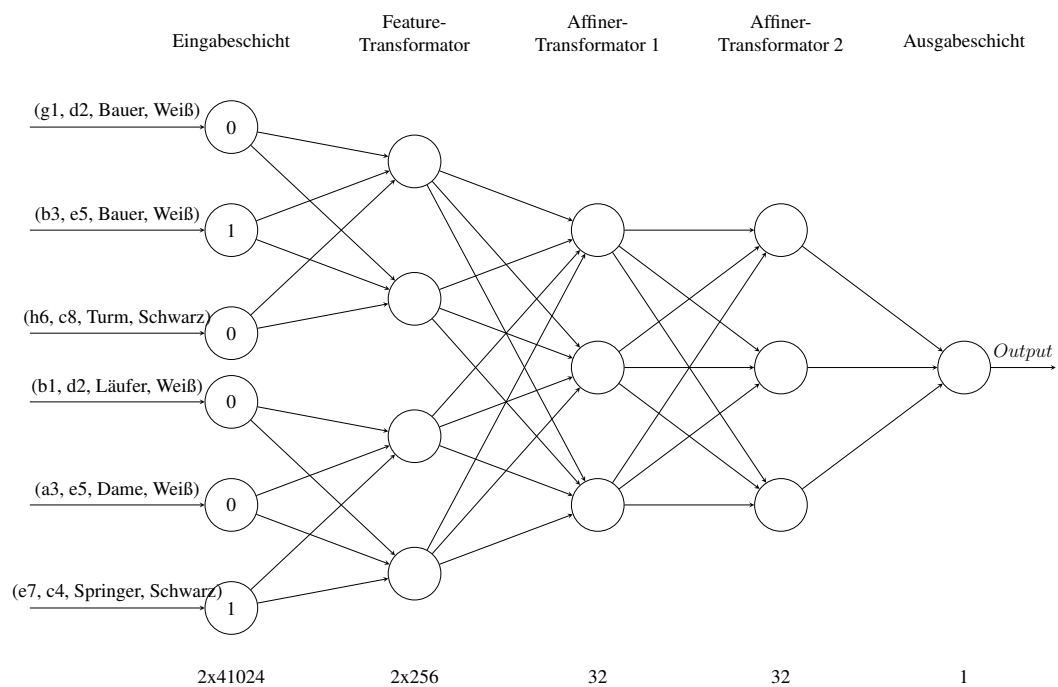 Eingabeschicht
Feature-
Transformator
Affiner-
Transformator 1
Affiner-
Transformator 2
Ausgabeschicht
(g1, d2, Bauer, Weiß)
0
(b3, e5, Bauer, Weiß)
1
(h6, c8, Turm, Schwarz)
0
(b1, d2, Läufer, Weiß)
0
(a3, e5, Dame, Weiß)
0
(e7, c4, Springer, Schwarz)
1
Output
2x41024
2x256
32
32
1